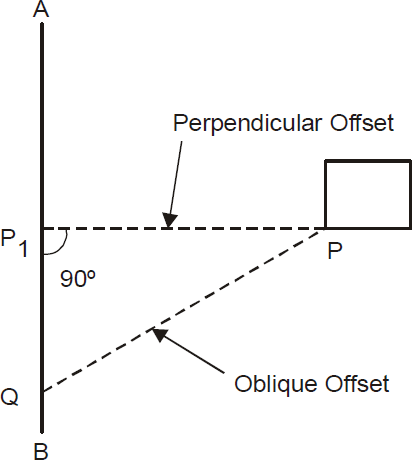 A
Perpendicular Offset
P1
P
90º
Oblique Offset
Q
B